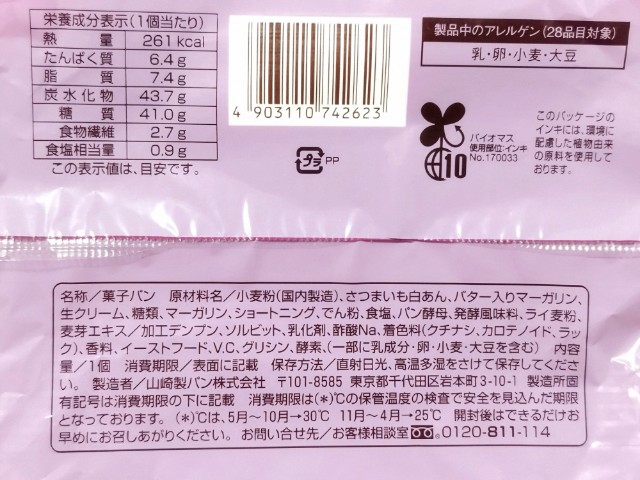 栄養成分表示(1個当たり)
熱量 261kcal
たんぱく質 6.4g
脂質 7.4g
炭水化物 43.7g
糖質 41.0g
食物繊維 2.7g
食塩相当量 0.9g
この表示値は、目安です。
4 903110 742623
プラ PP
製品中のアレルゲン(28品目対象)
乳・卵・小麦・大豆
10
バイオマス
使用部位:インキ
No.170033
このパッケージの
インキには、環境に
配慮した植物由来
の原料を使用して
おります。
名称/菓子パン 原材料名/小麦粉(国内製造)、さつまいも白あん、バター入りマーガリン、
生クリーム、糖類、マーガリン、ショートニング、でん粉、食塩、パン酵母、発酵風味料、ライ麦粉、
麦芽エキス/加工デンプン、ソルビット、乳化剤、酢酸Na、着色料(クチナシ、カロテノイド、ラッ
ク)、香料、イーストフード、V.C、グリシン、酵素、(一部に乳成分・卵・小麦・大豆を含む) 内容
量/1個 消費期限/表面に記載 保存方法/直射日光、高温多湿をさけて保存してくださ
い。 製造者/山崎製パン株式会社 〒101-8585 東京都千代田区岩本町3-10-1 製造所固
有記号は消費期限の下に記載 消費期限は(*)℃の保管温度の検査で安全を見込んだ期限
となっております。 (*)℃は、5月~10月→30℃ 11月~4月→25℃ 開封後はできるだけお
早めにお召しあがりください。 お問い合せ先/お客様相談室 0120-811-114